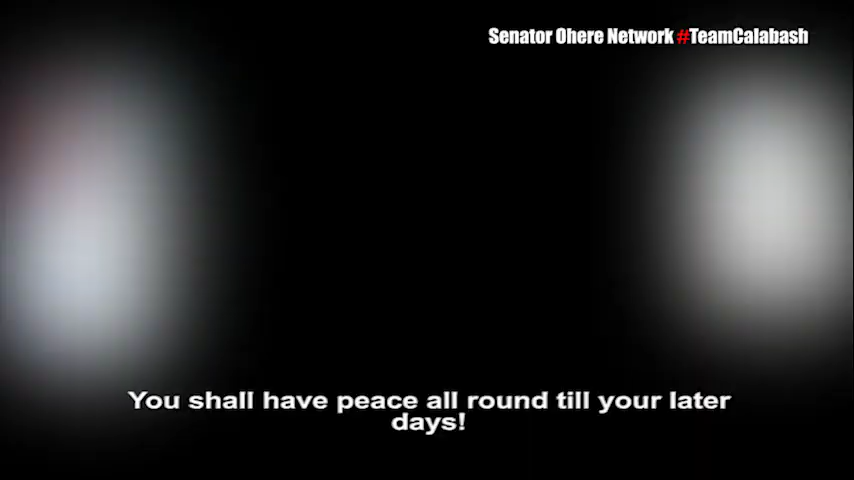 Senator Ohere Network #TeamCalabash
You shall have peace all round till your later
days!